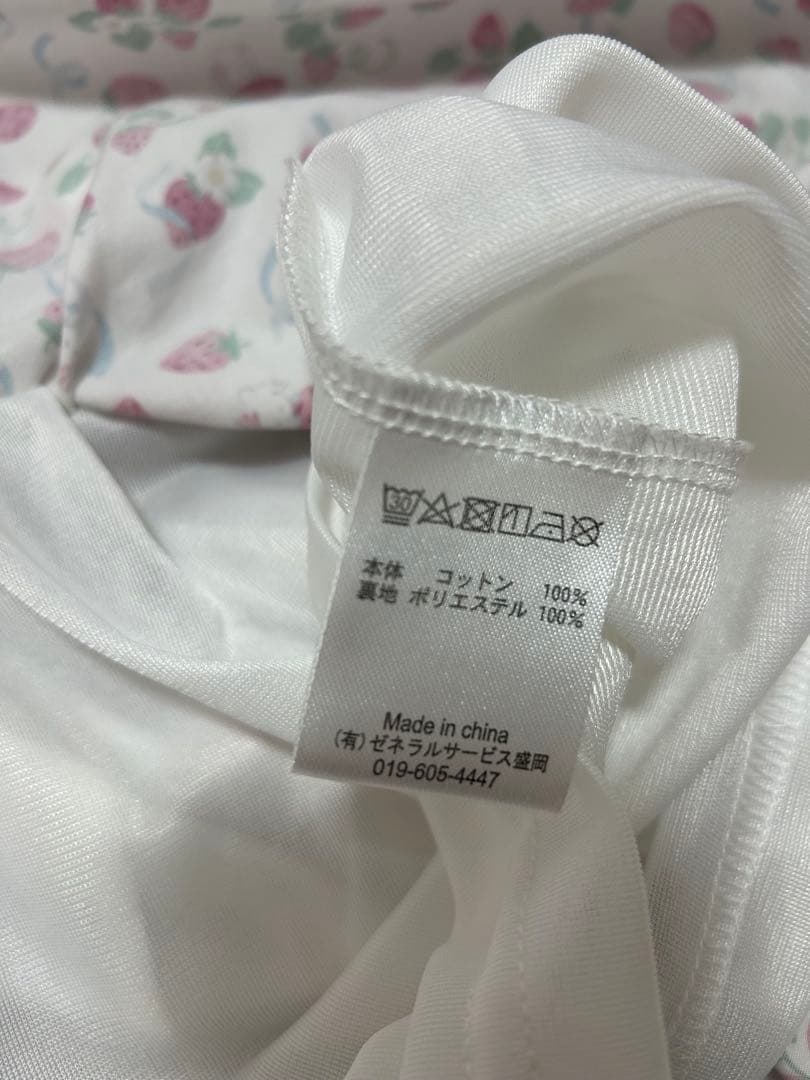 30
本体 コットン 100%
裏地 ポリエステル 100%
Made in china
(有)ゼネラルサービス盛岡
019-605-4447